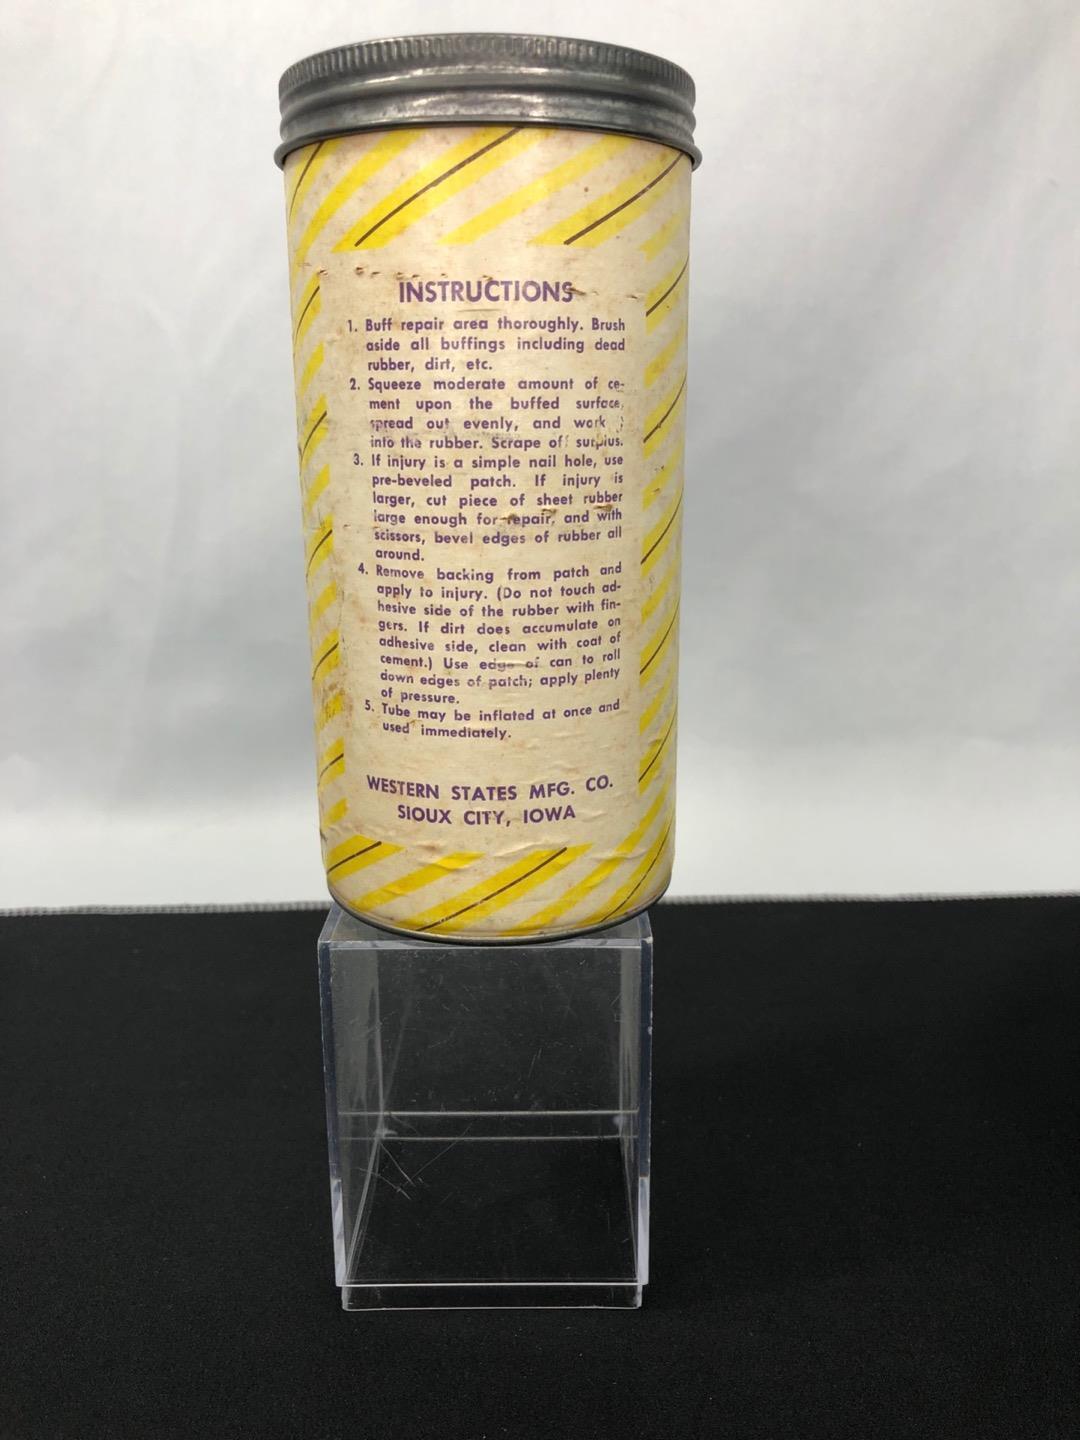 INSTRUCTIONS
1. Buff repair area thoroughly. Brush
aside all buffings including dead
rubber, dirt, etc.
2. Squeeze moderate amount of ce-
ment upon the buffed surface,
spread out evenly, and work
into the rubber. Scrape off surplus.
3. If injury is a simple nail hole, use
pre-beveled patch. If injury is
larger, cut piece of sheet rubber
large enough for repair, and with
scissors, bevel edges of rubber all
around.
4. Remove backing from patch and
apply to injury. (Do not touch ad-
hesive side of the rubber with fin-
gers. If dirt does accumulate on
adhesive side, clean with coat of
cement.) Use edge of can to roll
down edges of patch; apply plenty
of pressure.
5. Tube may be inflated at once and
used immediately.
WESTERN STATES MFG. CO.
SIOUX CITY, IOWA